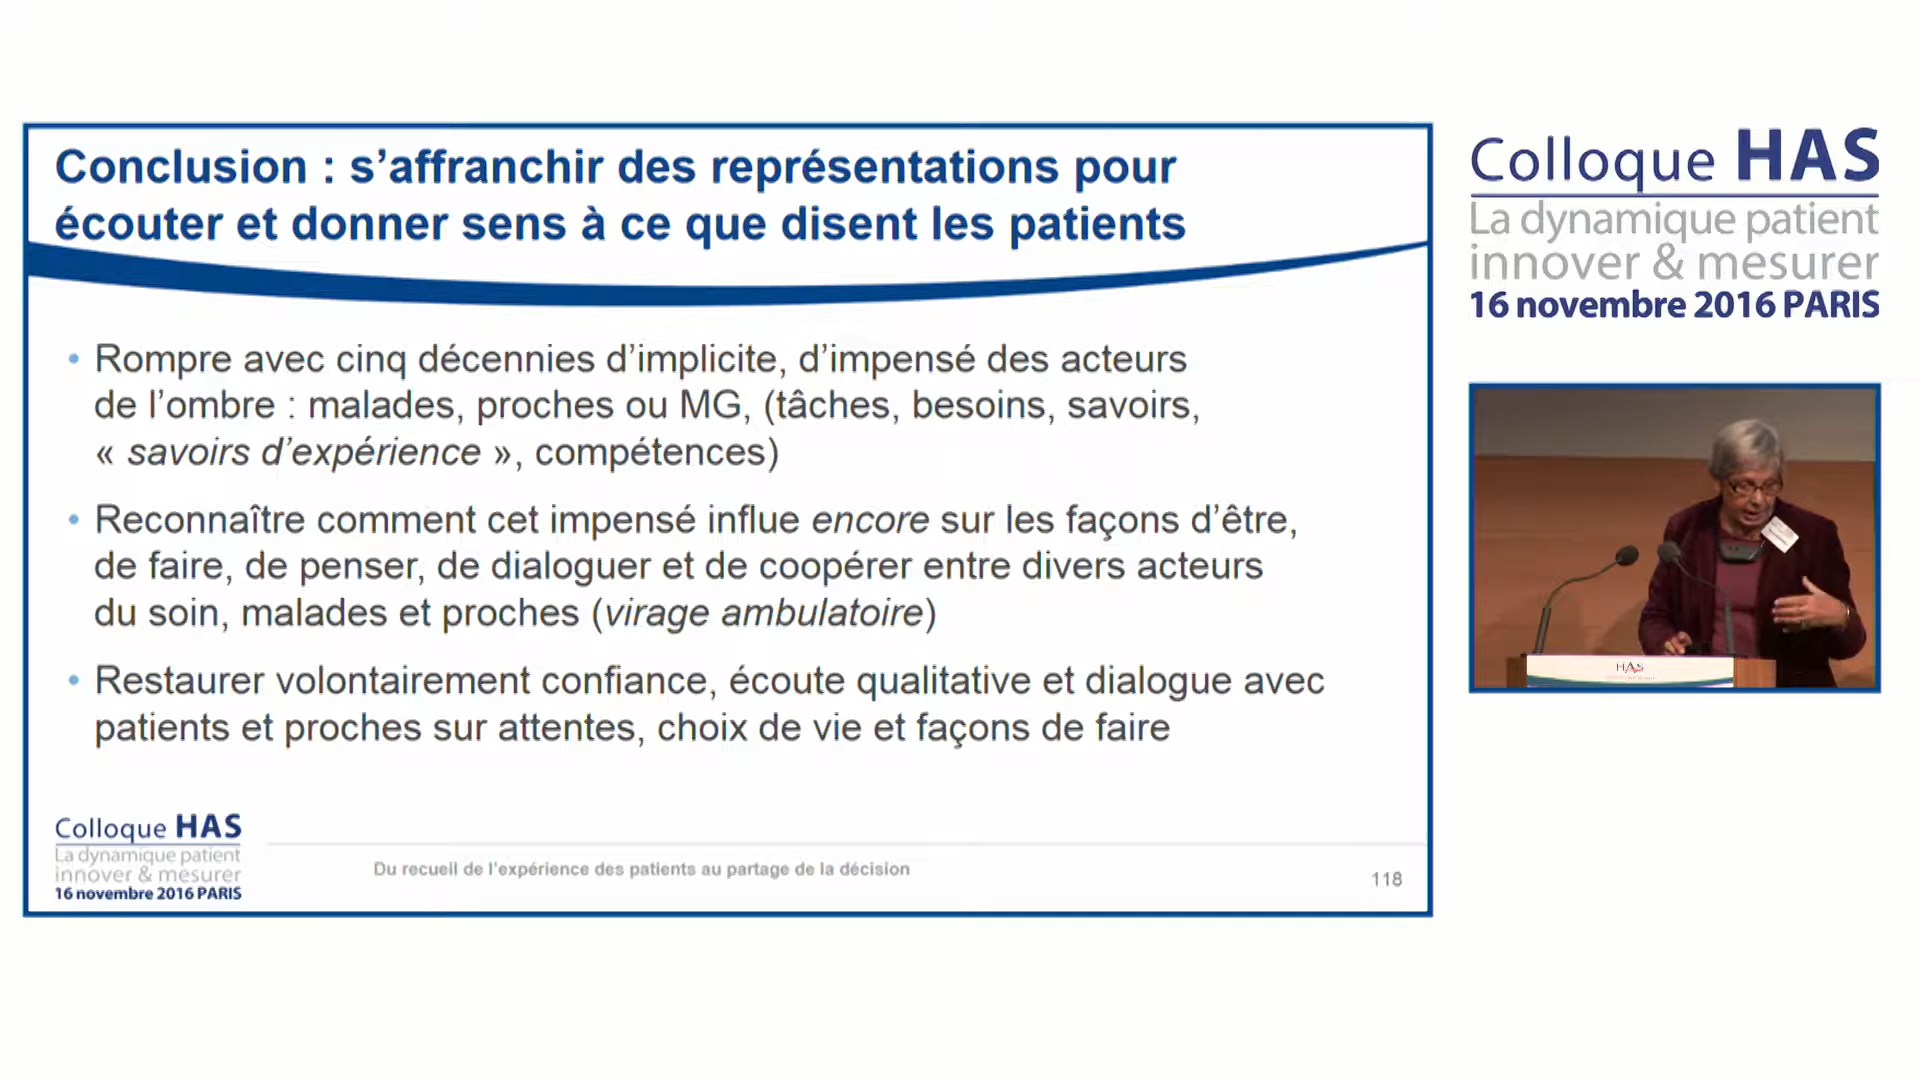 Conclusion : s’affranchir des représentations pour
écouter et donner sens à ce que disent les patients
• Rompre avec cinq décennies d’implicite, d’impensé des acteurs
de l’ombre : malades, proches ou MG, (tâches, besoins, savoirs,
« savoirs d’expérience », compétences)
• Reconnaître comment cet impensé influe encore sur les façons d’être,
de faire, de penser, de dialoguer et de coopérer entre divers acteurs
du soin, malades et proches (virage ambulatoire)
• Restaurer volontairement confiance, écoute qualitative et dialogue avec
patients et proches sur attentes, choix de vie et façons de faire
Colloque HAS
La dynamique patient
innover & mesurer
16 novembre 2016 PARIS
Du recueil de l’expérience des patients au partage de la décision
118
Colloque HAS
La dynamique patient
innover & mesurer
16 novembre 2016 PARIS
HAS